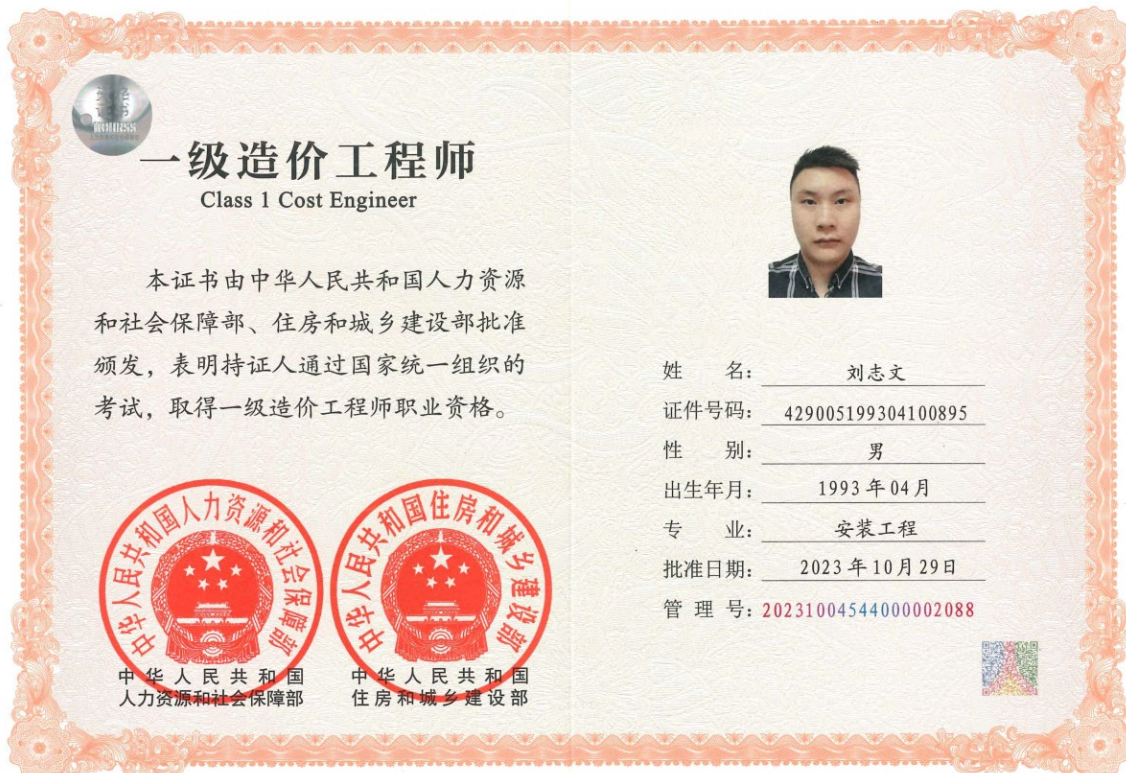 一级造价工程师
Class 1 Cost Engineer
本证书由中华人民共和国人力资源
和社会保障部、住房和城乡建设部批准
颁发，表明持证人通过国家统一组织的
考试，取得一级造价工程师职业资格。
中华人民共和国人力资源和社会保障部
中华人民共和国住房和城乡建设部
中华人民共和国
人力资源和社会保障部
中华人民共和国
住房和城乡建设部
姓名：刘志文
证件号码：429005199304100895
性别：男
出生年月：1993年04月
专业：安装工程
批准日期：2023年10月29日
管理号：20231004544000002088